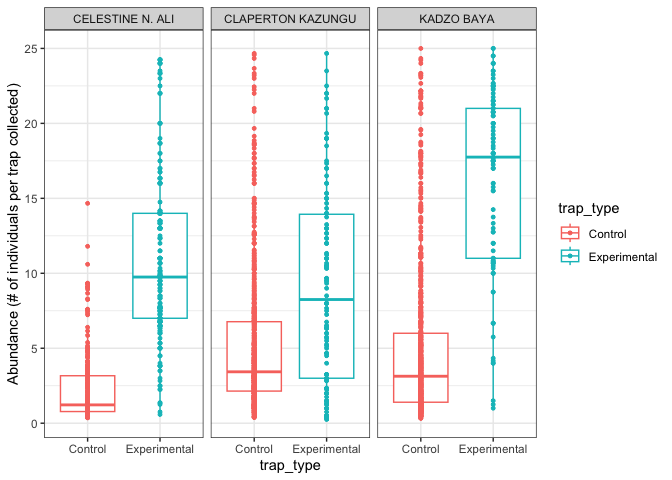 CELESTINE N. ALI
CLAPERTON KAZUNGU
KADZO BAYA
Abundance (# of individuals per trap collected)
25
20
15
10
5
0
Control
Experimental
Control
Experimental
Control
Experimental
trap_type
trap_type
Control
Experimental